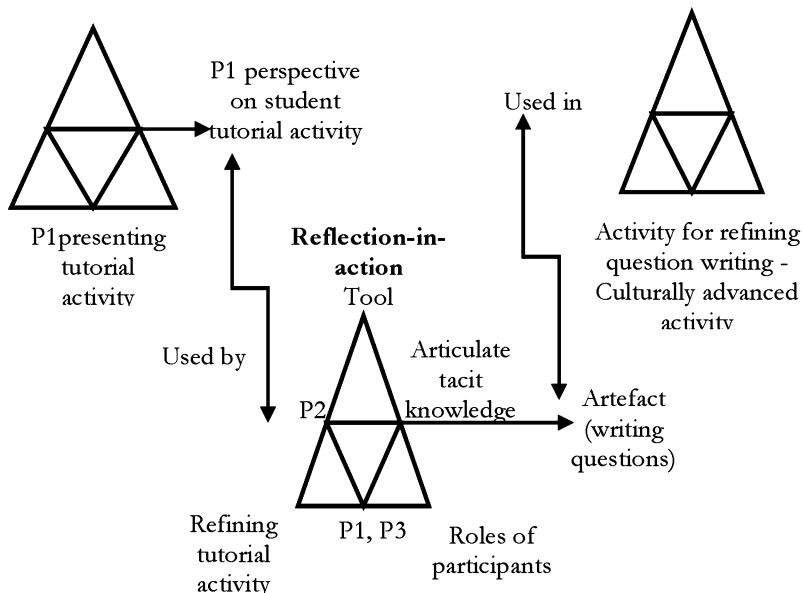 P1 perspective
on student
tutorial activity
Used in
P1presenting
tutorial
activity
Reflection-in-
action
Tool
Activity for refining
question writing -
Culturally advanced
activity
Used by
Articulate
tacit
knowledge
P2
Artefact
(writing
questions)
Refining
tutorial
activity
P1, P3
Roles of
participants